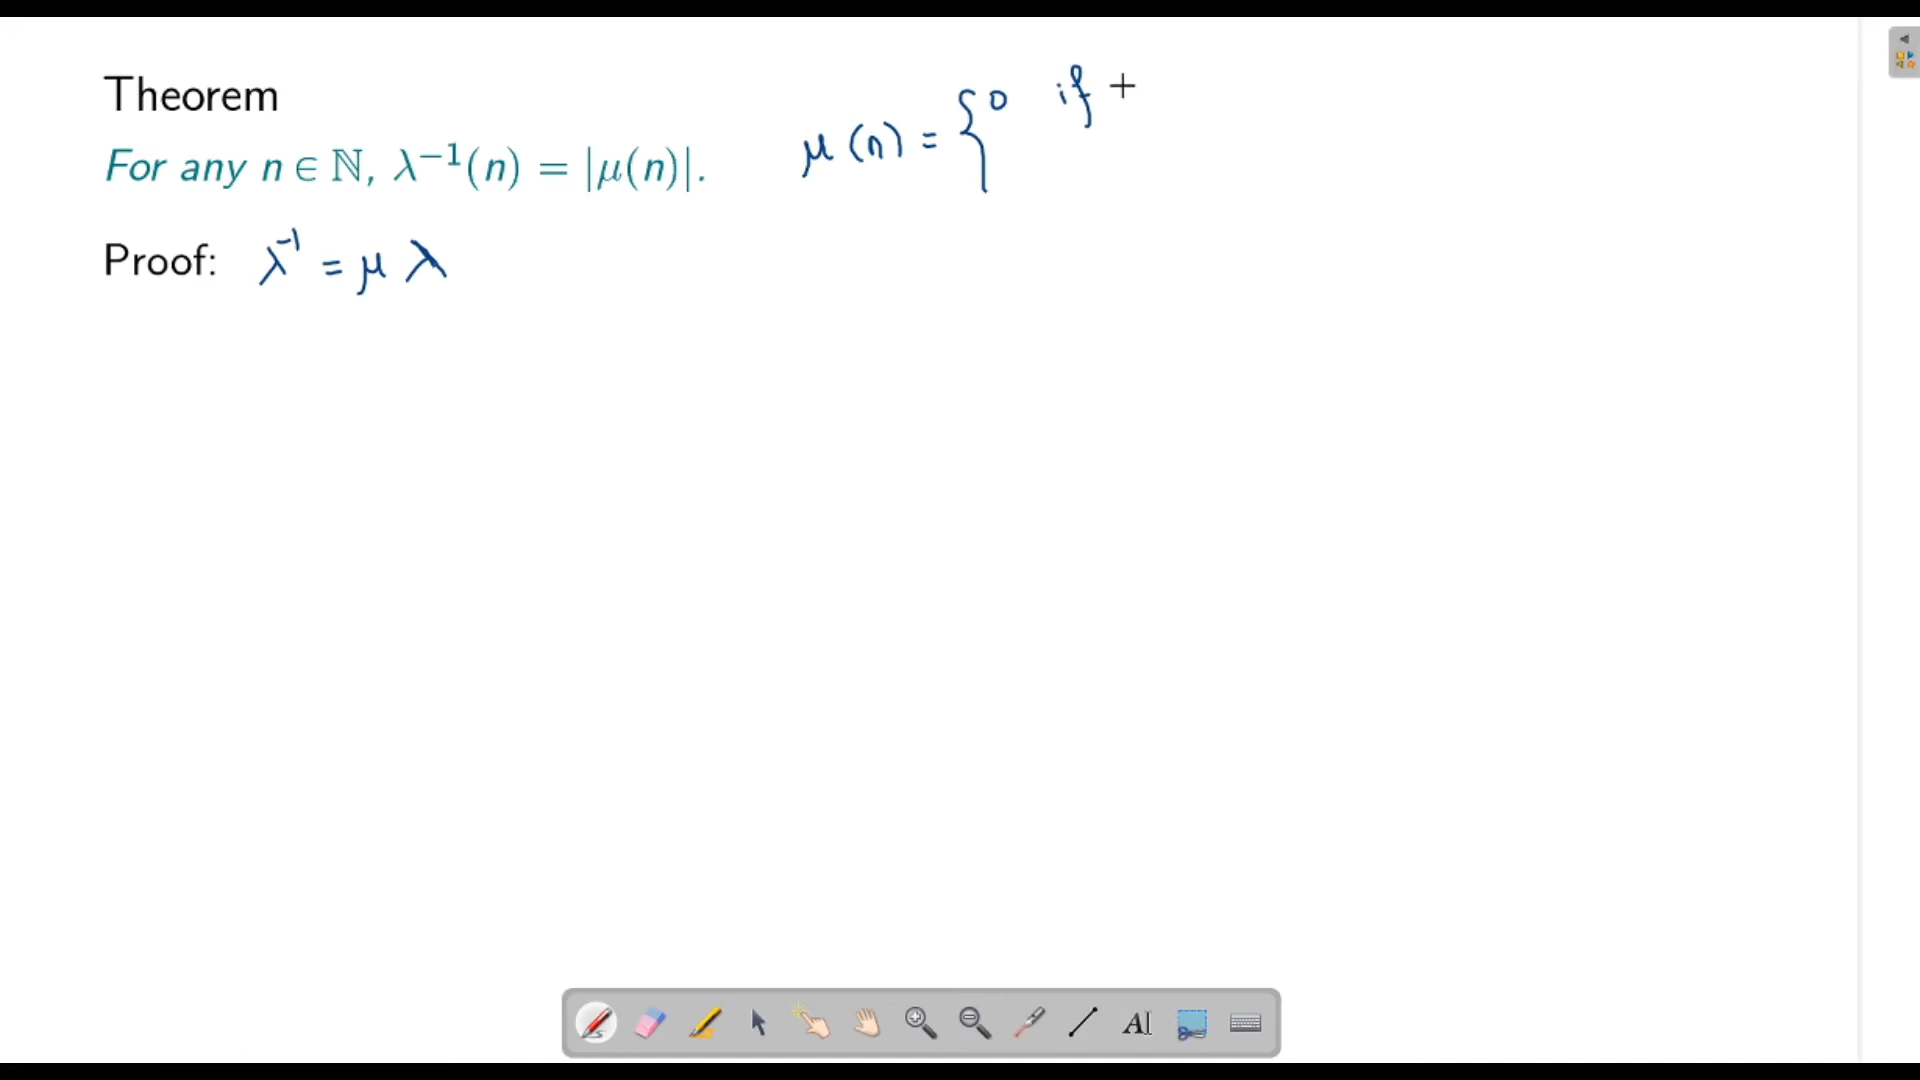 Theorem
For any n ∈ ℕ, λ⁻¹(n) = |μ(n)|.
μ(n) = { 0 if
Proof: λ⁻¹ = μ λ